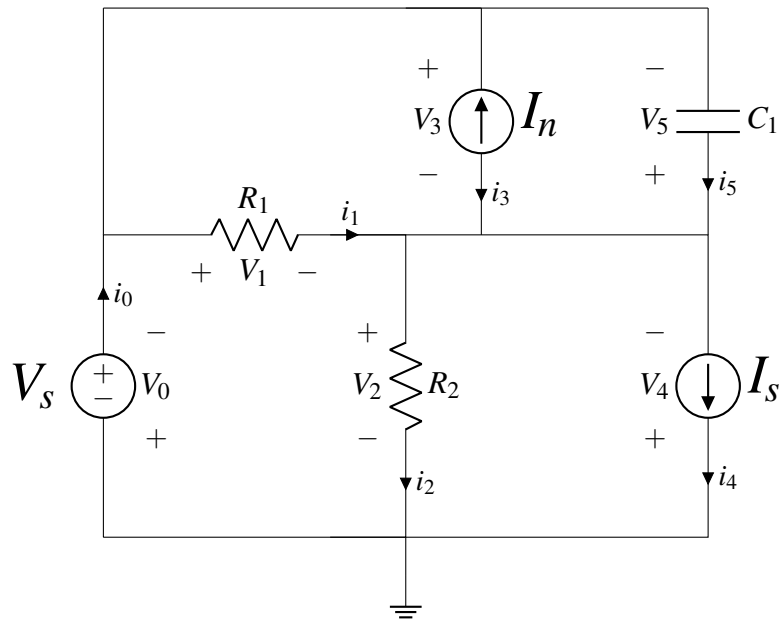 + −
V₃ Iₙ V₅ C₁
− +
i₃ i₅
R₁ i₁
+ V₁ −
i₀
− + −
Vₛ + − V₀ V₂ R₂ V₄ Iₛ
+ − +
i₂ i₄